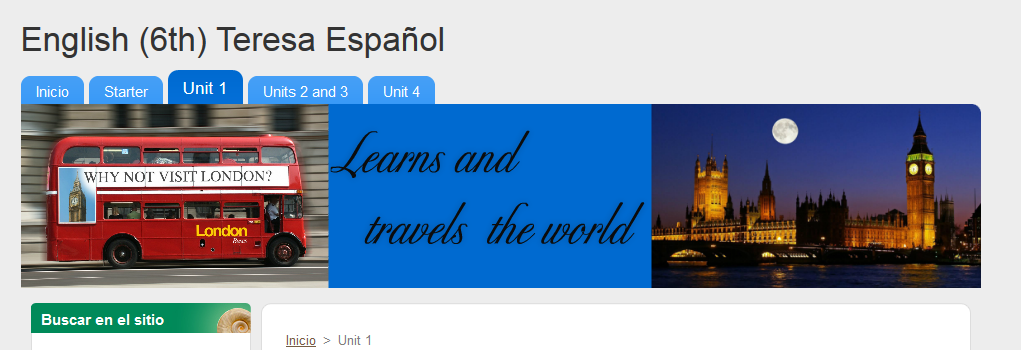 English (6th) Teresa Español
Inicio Starter Unit 1 Units 2 and 3 Unit 4
WHY NOT VISIT LONDON?
London
Learns and
travels the world
Buscar en el sitio
Inicio > Unit 1